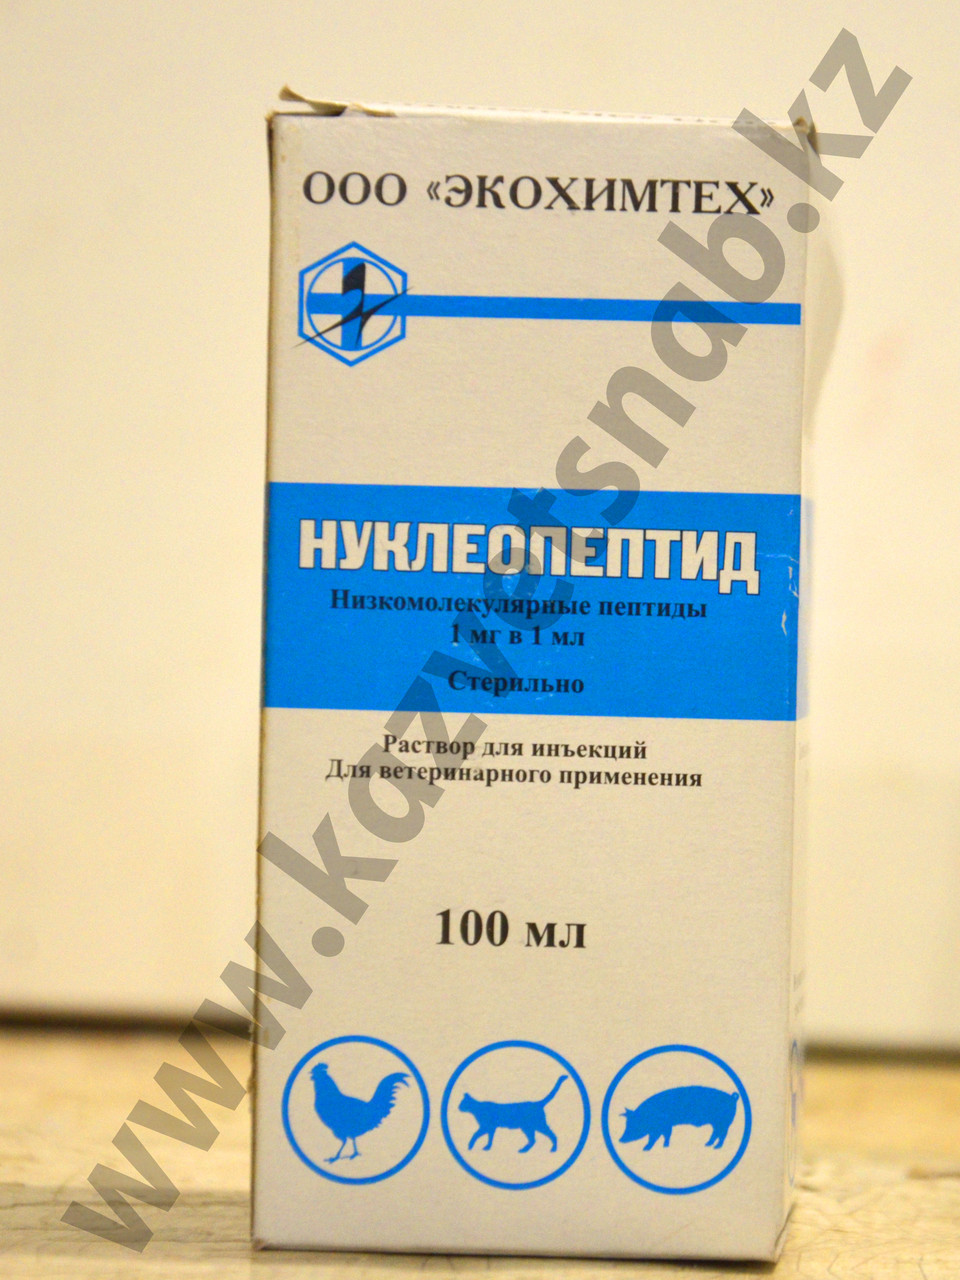 ООО «ЭКОХИМТЕХ»
НУКЛЕОПЕПТИД
Низкомолекулярные пептиды
1 мг в 1 мл
Стерильно
Раствор для инъекций
Для ветеринарного применения
100 мл
www.kazvetsnab.kz